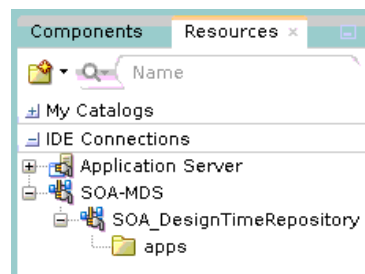 Components Resources
Name
My Catalogs
IDE Connections
Application Server
SOA-MDS
SOA_DesignTimeRepository
apps